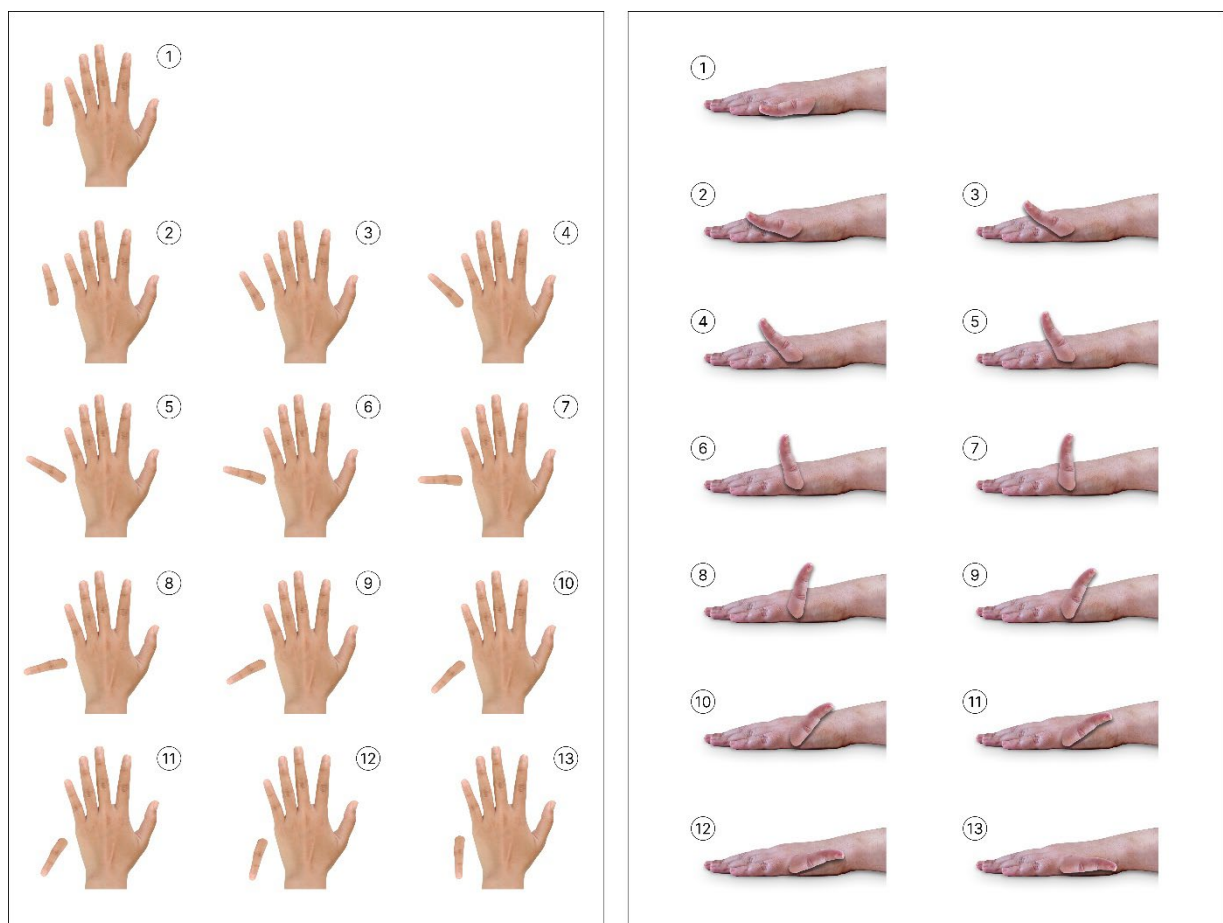 ①
② ③ ④
⑤ ⑥ ⑦
⑧ ⑨ ⑩
⑪ ⑫ ⑬
①
② ③
④ ⑤
⑥ ⑦
⑧ ⑨
⑩ ⑪
⑫ ⑬